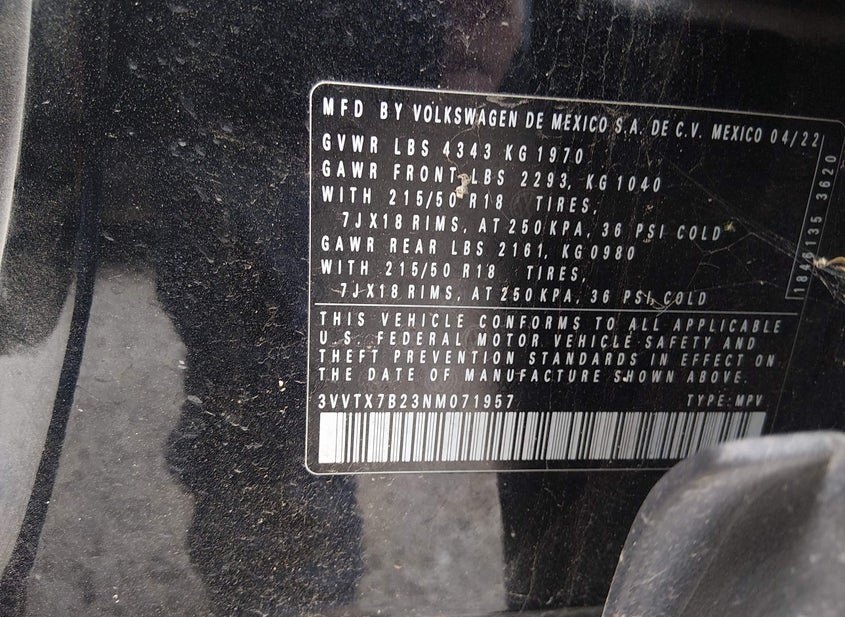 MFD BY VOLKSWAGEN DE MEXICO S.A. DE C.V. MEXICO 04/22
GVWR LBS 4343 KG 1970
GAWR FRONT LBS 2293, KG 1040
WITH 215/50 R18 TIRES,
7JX18 RIMS, AT 250 KPA, 36 PSI COLD
GAWR REAR LBS 2161, KG 0980
WITH 215/50 R18 TIRES,
7JX18 RIMS, AT 250 KPA, 36 PSI COLD
THIS VEHICLE CONFORMS TO ALL APPLICABLE
U.S. FEDERAL MOTOR VEHICLE SAFETY AND
THEFT PREVENTION STANDARDS IN EFFECT ON
THE DATE OF MANUFACTURE SHOWN ABOVE.
3VVTX7B23NM071957 TYPE: MPV
1846135 3620